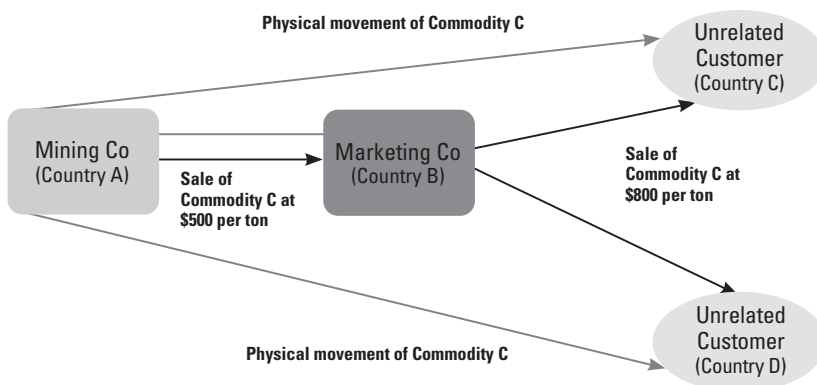 Physical movement of Commodity C
Unrelated
Customer
(Country C)
Mining Co
(Country A)
Sale of
Commodity C at
$500 per ton
Marketing Co
(Country B)
Sale of
Commodity C at
$800 per ton
Physical movement of Commodity C
Unrelated
Customer
(Country D)